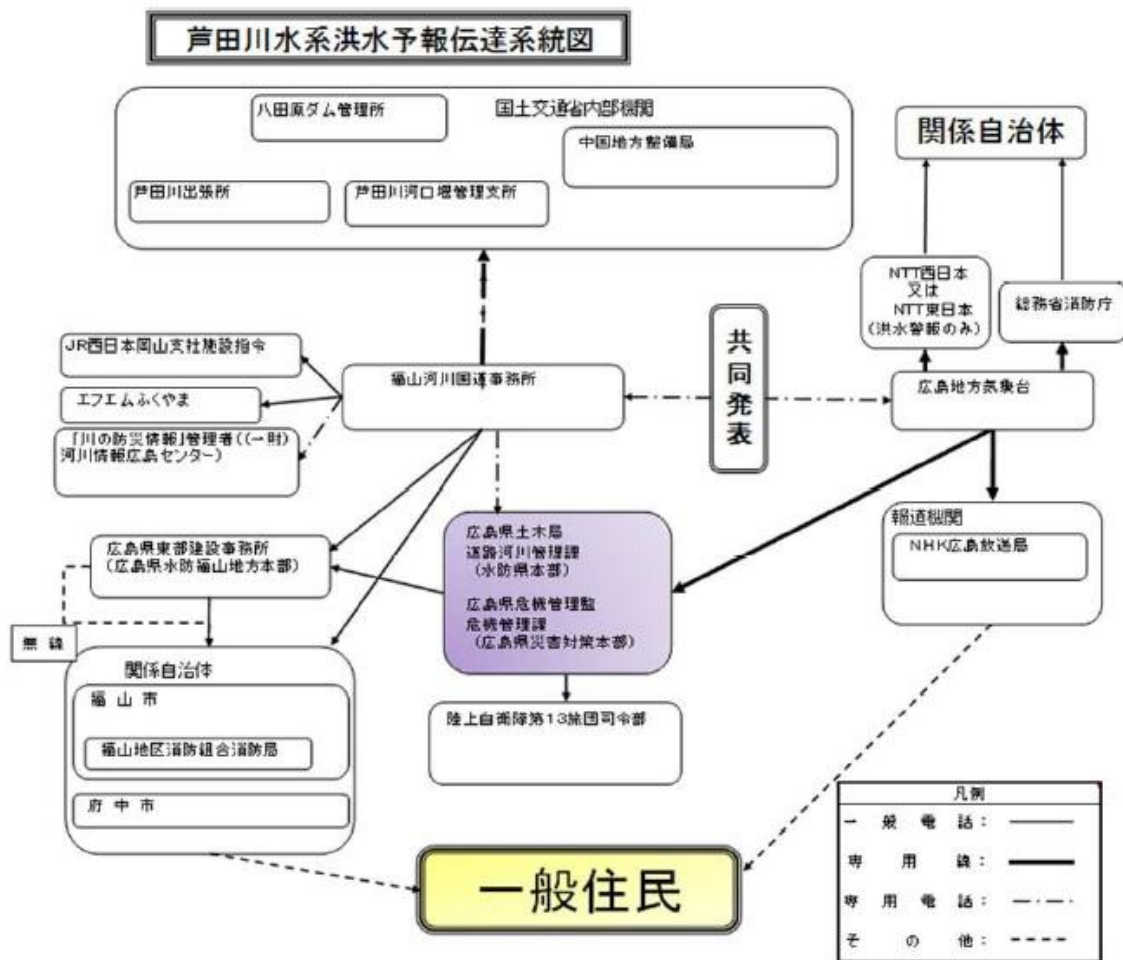 芦田川水系洪水予報伝達系統図
国土交通省内部機関
八田原ダム管理所
中国地方整備局
芦田川出張所
芦田川河口堰管理支所
関係自治体
NTT西日本
又は
NTT東日本
(洪水警報のみ)
総務省消防庁
共同発表
JR西日本岡山支社施設指令
エフエムふくやま
「川の防災情報」管理者((一財)
河川情報広島センター)
福山河川国道事務所
広島地方気象台
広島県東部建設事務所
(広島県水防福山地方本部)
広島県土木局
道路河川管理課
(水防県本部)
広島県危機管理監
危機管理課
(広島県災害対策本部)
報道機関
NHK広島放送局
無線
関係自治体
福山市
福山地区消防組合消防局
府中市
陸上自衛隊第13旅団司令部
一般住民
凡例
一般電話:
専用線:
専用電話:
その他: